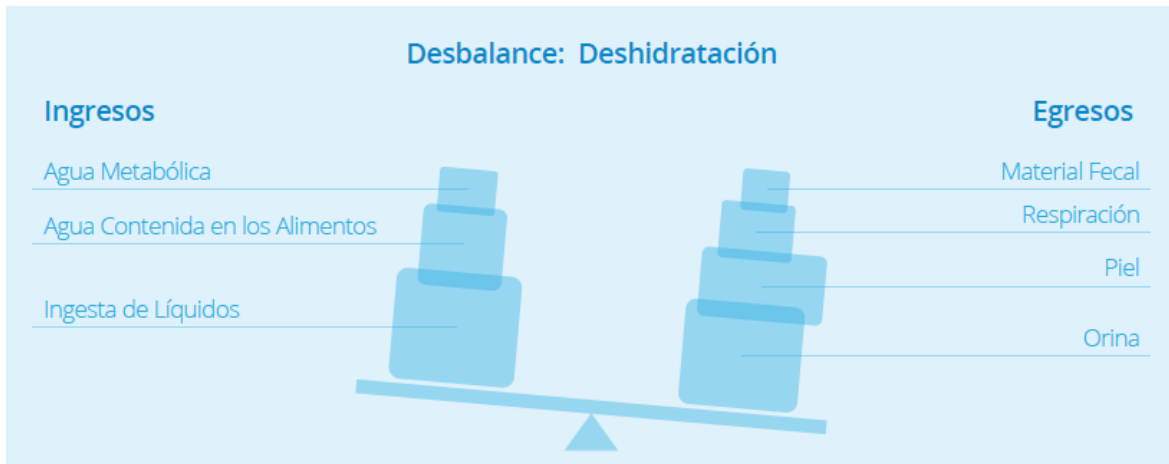 Desbalance: Deshidratación
Ingresos
Agua Metabólica
Agua Contenida en los Alimentos
Ingesta de Líquidos
Egresos
Material Fecal
Respiración
Piel
Orina